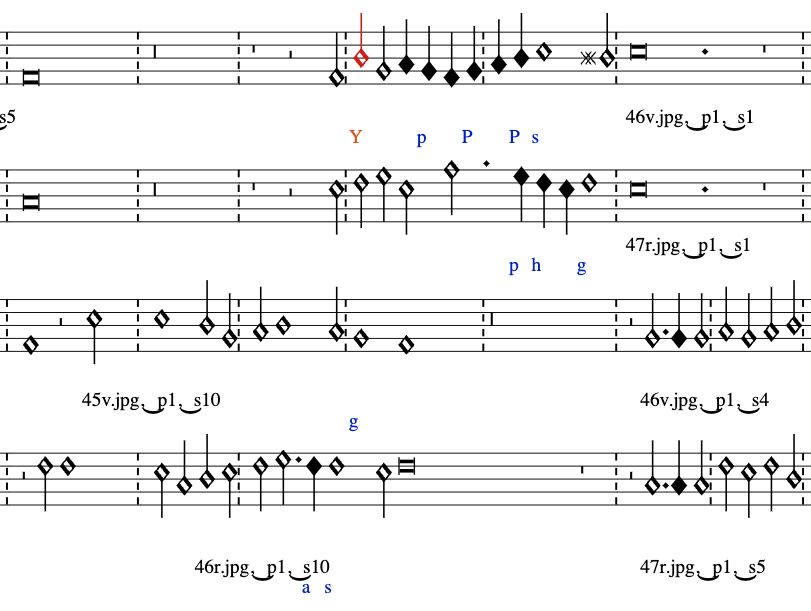 s5 46v.jpg, p1, s1
Y p P P s
47r.jpg, p1, s1
p h g
45v.jpg, p1, s10 46v.jpg, p1, s4
g
46r.jpg, p1, s10 47r.jpg, p1, s5
a s